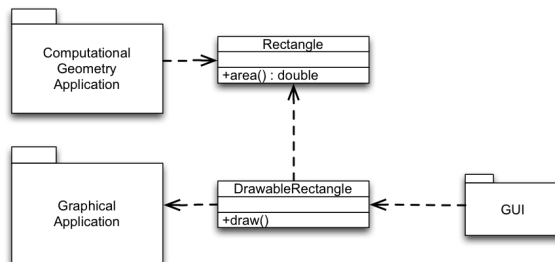 Computational
Geometry
Application
Rectangle
+area() : double
Graphical
Application
DrawableRectangle
+draw()
GUI